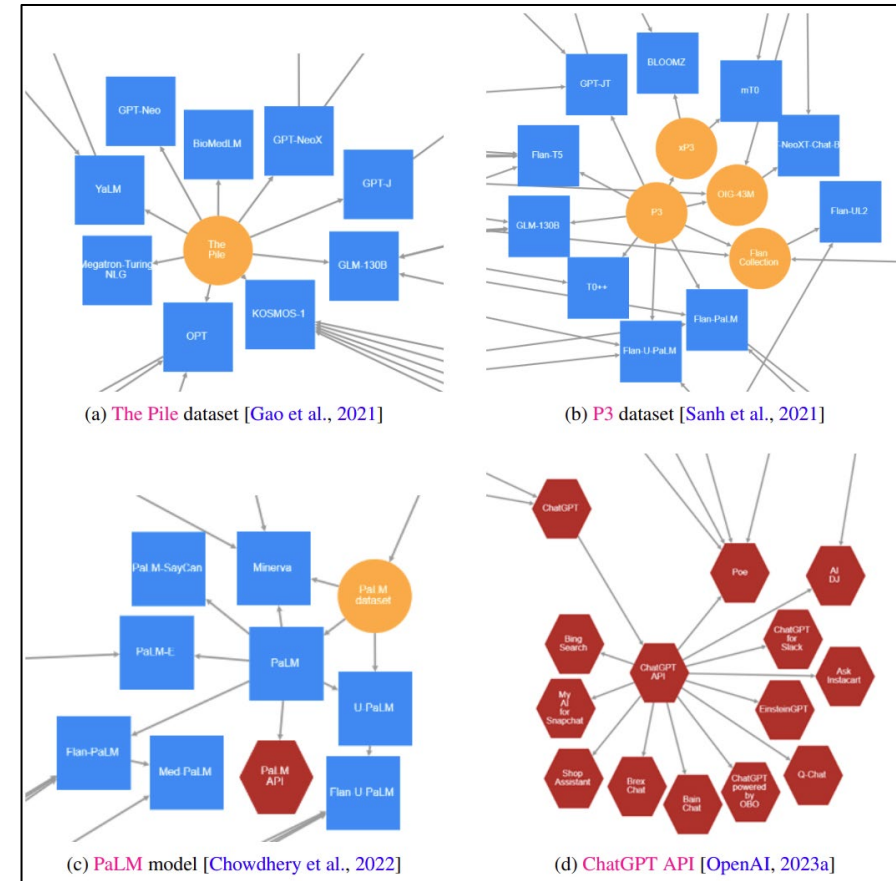 GPT-Neo
BioModLM
GPT-NeoX
YaLM
GPT-J
The
Pile
Megatron-Turing
NLG
GLM-130B
OPT
KOSMOS-1
(a) The Pile dataset [Gao et al., 2021]
BLOOMZ
GPT-JT
mT0
xP3
-NeoXT-Chat-B
Flan-T5
OIG-43M
P3
Flan-UL2
GLM-130B
Flan
Collection
T0++
Flan-PaLM
Flan-U-PaLM
(b) P3 dataset [Sanh et al., 2021]
PaLM-SayCan
Minerva
PaLM
dataset
PaLM-E
PaLM
U PaLM
Flan-PaLM
Med PaLM
PaLM
API
Flan U PaLM
(c) PaLM model [Chowdhery et al., 2022]
ChatGPT
Poe
AI
DJ
Bing
Search
ChatGPT
API
ChatGPT
for
Slack
Ask
Instacart
My
AI
for
Snapchat
EinsteinGPT
Shop
Assistant
Brex
Chat
Bain
Chat
ChatGPT
powered
by
OBO
Q-Chat
(d) ChatGPT API [OpenAI, 2023a]